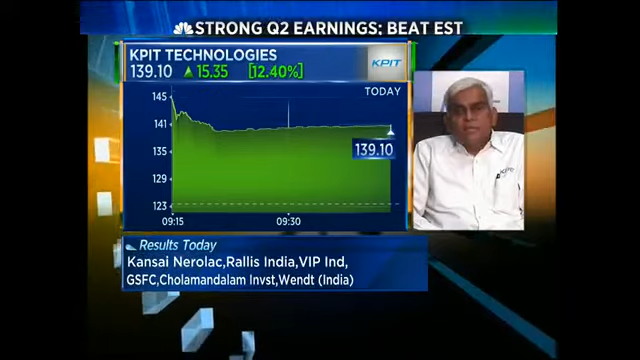 STRONG Q2 EARNINGS; BEAT EST
KPIT TECHNOLOGIES
139.10 ▲ 15.35 [12.40%]
KPIT
TODAY
145
141
135
129
123
139.10
09:15
09:30
Results Today
Kansai Nerolac,Rallis India,VIP Ind,
GSFC,Cholamandalam Invst,Wendt (India)